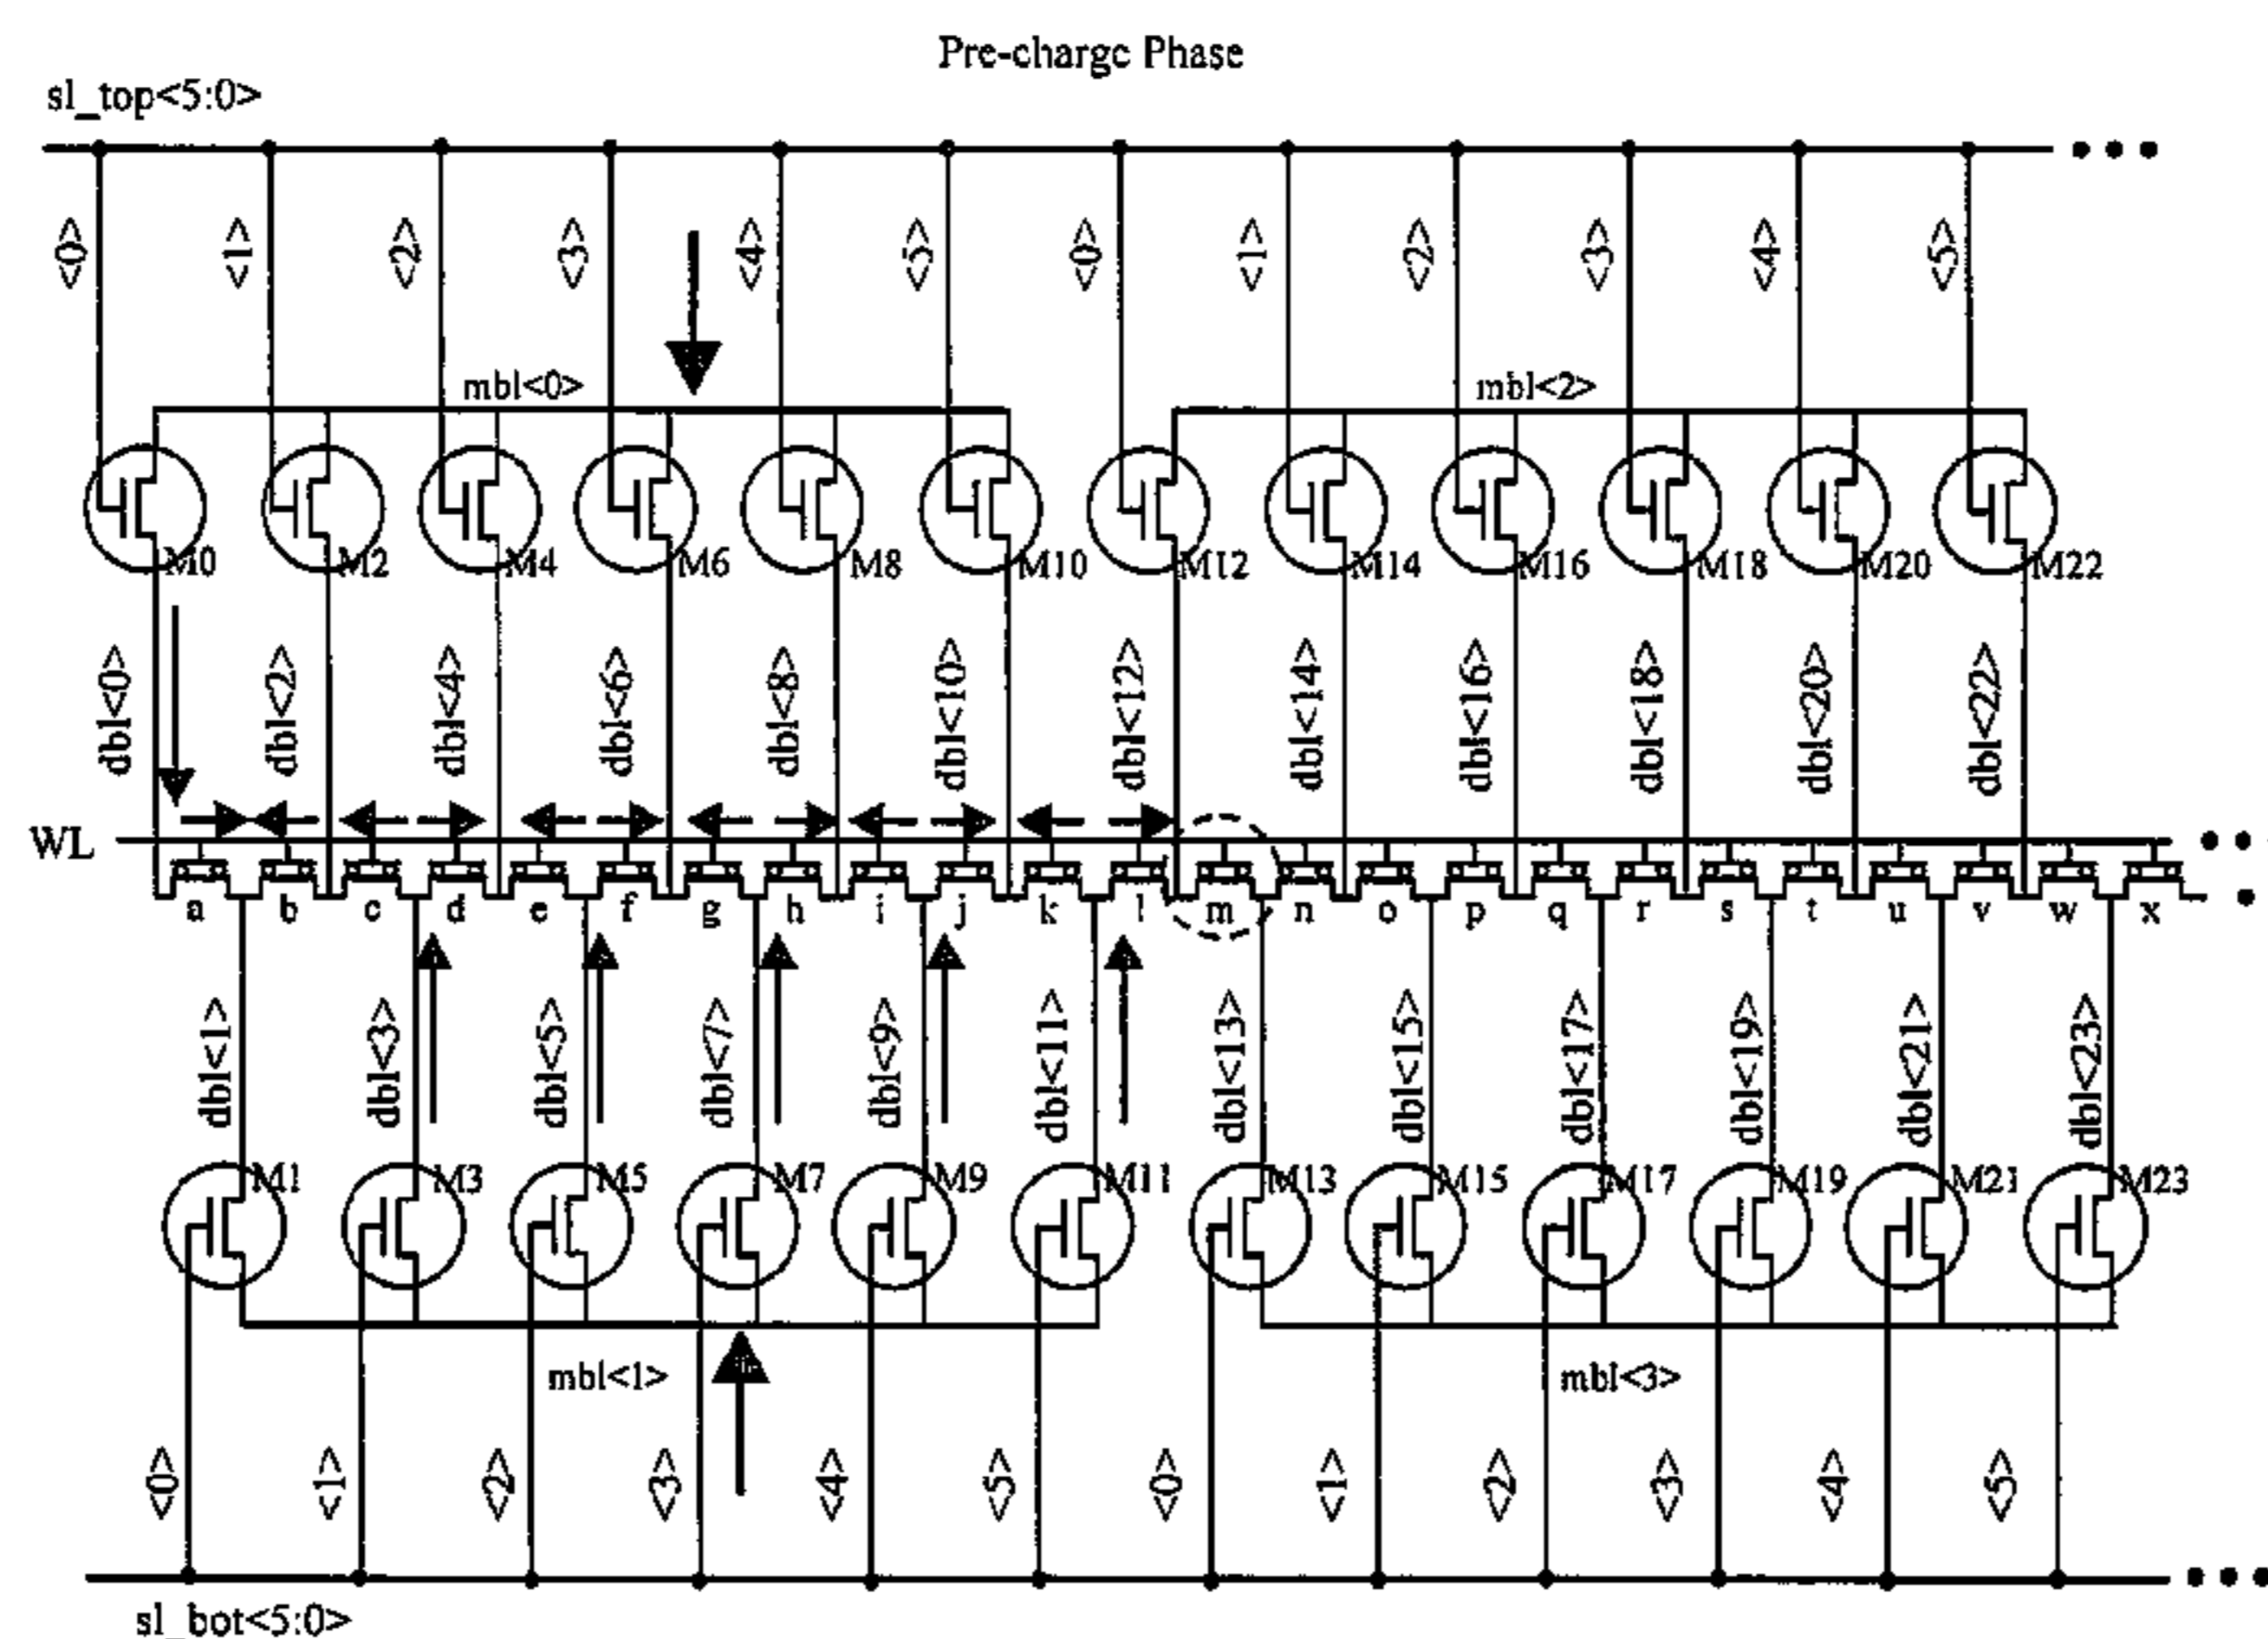 Pre-charge Phase
sl_top<5:0>
<0> <1> <2> <3> <4> <5> <0> <1> <2> <3> <4> <5>
mbl<0> mbl<2>
M0 M2 M4 M6 M8 M10 M12 M14 M16 M18 M20 M22
dbl<0> dbl<2> dbl<4> dbl<6> dbl<8> dbl<10> dbl<12> dbl<14> dbl<16> dbl<18> dbl<20> dbl<22>
WL
a b c d e f g h i j k l m n o p q r s t u v w x
dbl<1> dbl<3> dbl<5> dbl<7> dbl<9> dbl<11> dbl<13> dbl<15> dbl<17> dbl<19> dbl<21> dbl<23>
M1 M3 M5 M7 M9 M11 M13 M15 M17 M19 M21 M23
mbl<1> mbl<3>
<0> <1> <2> <3> <4> <5> <0> <1> <2> <3> <4> <5>
sl_bot<5:0>